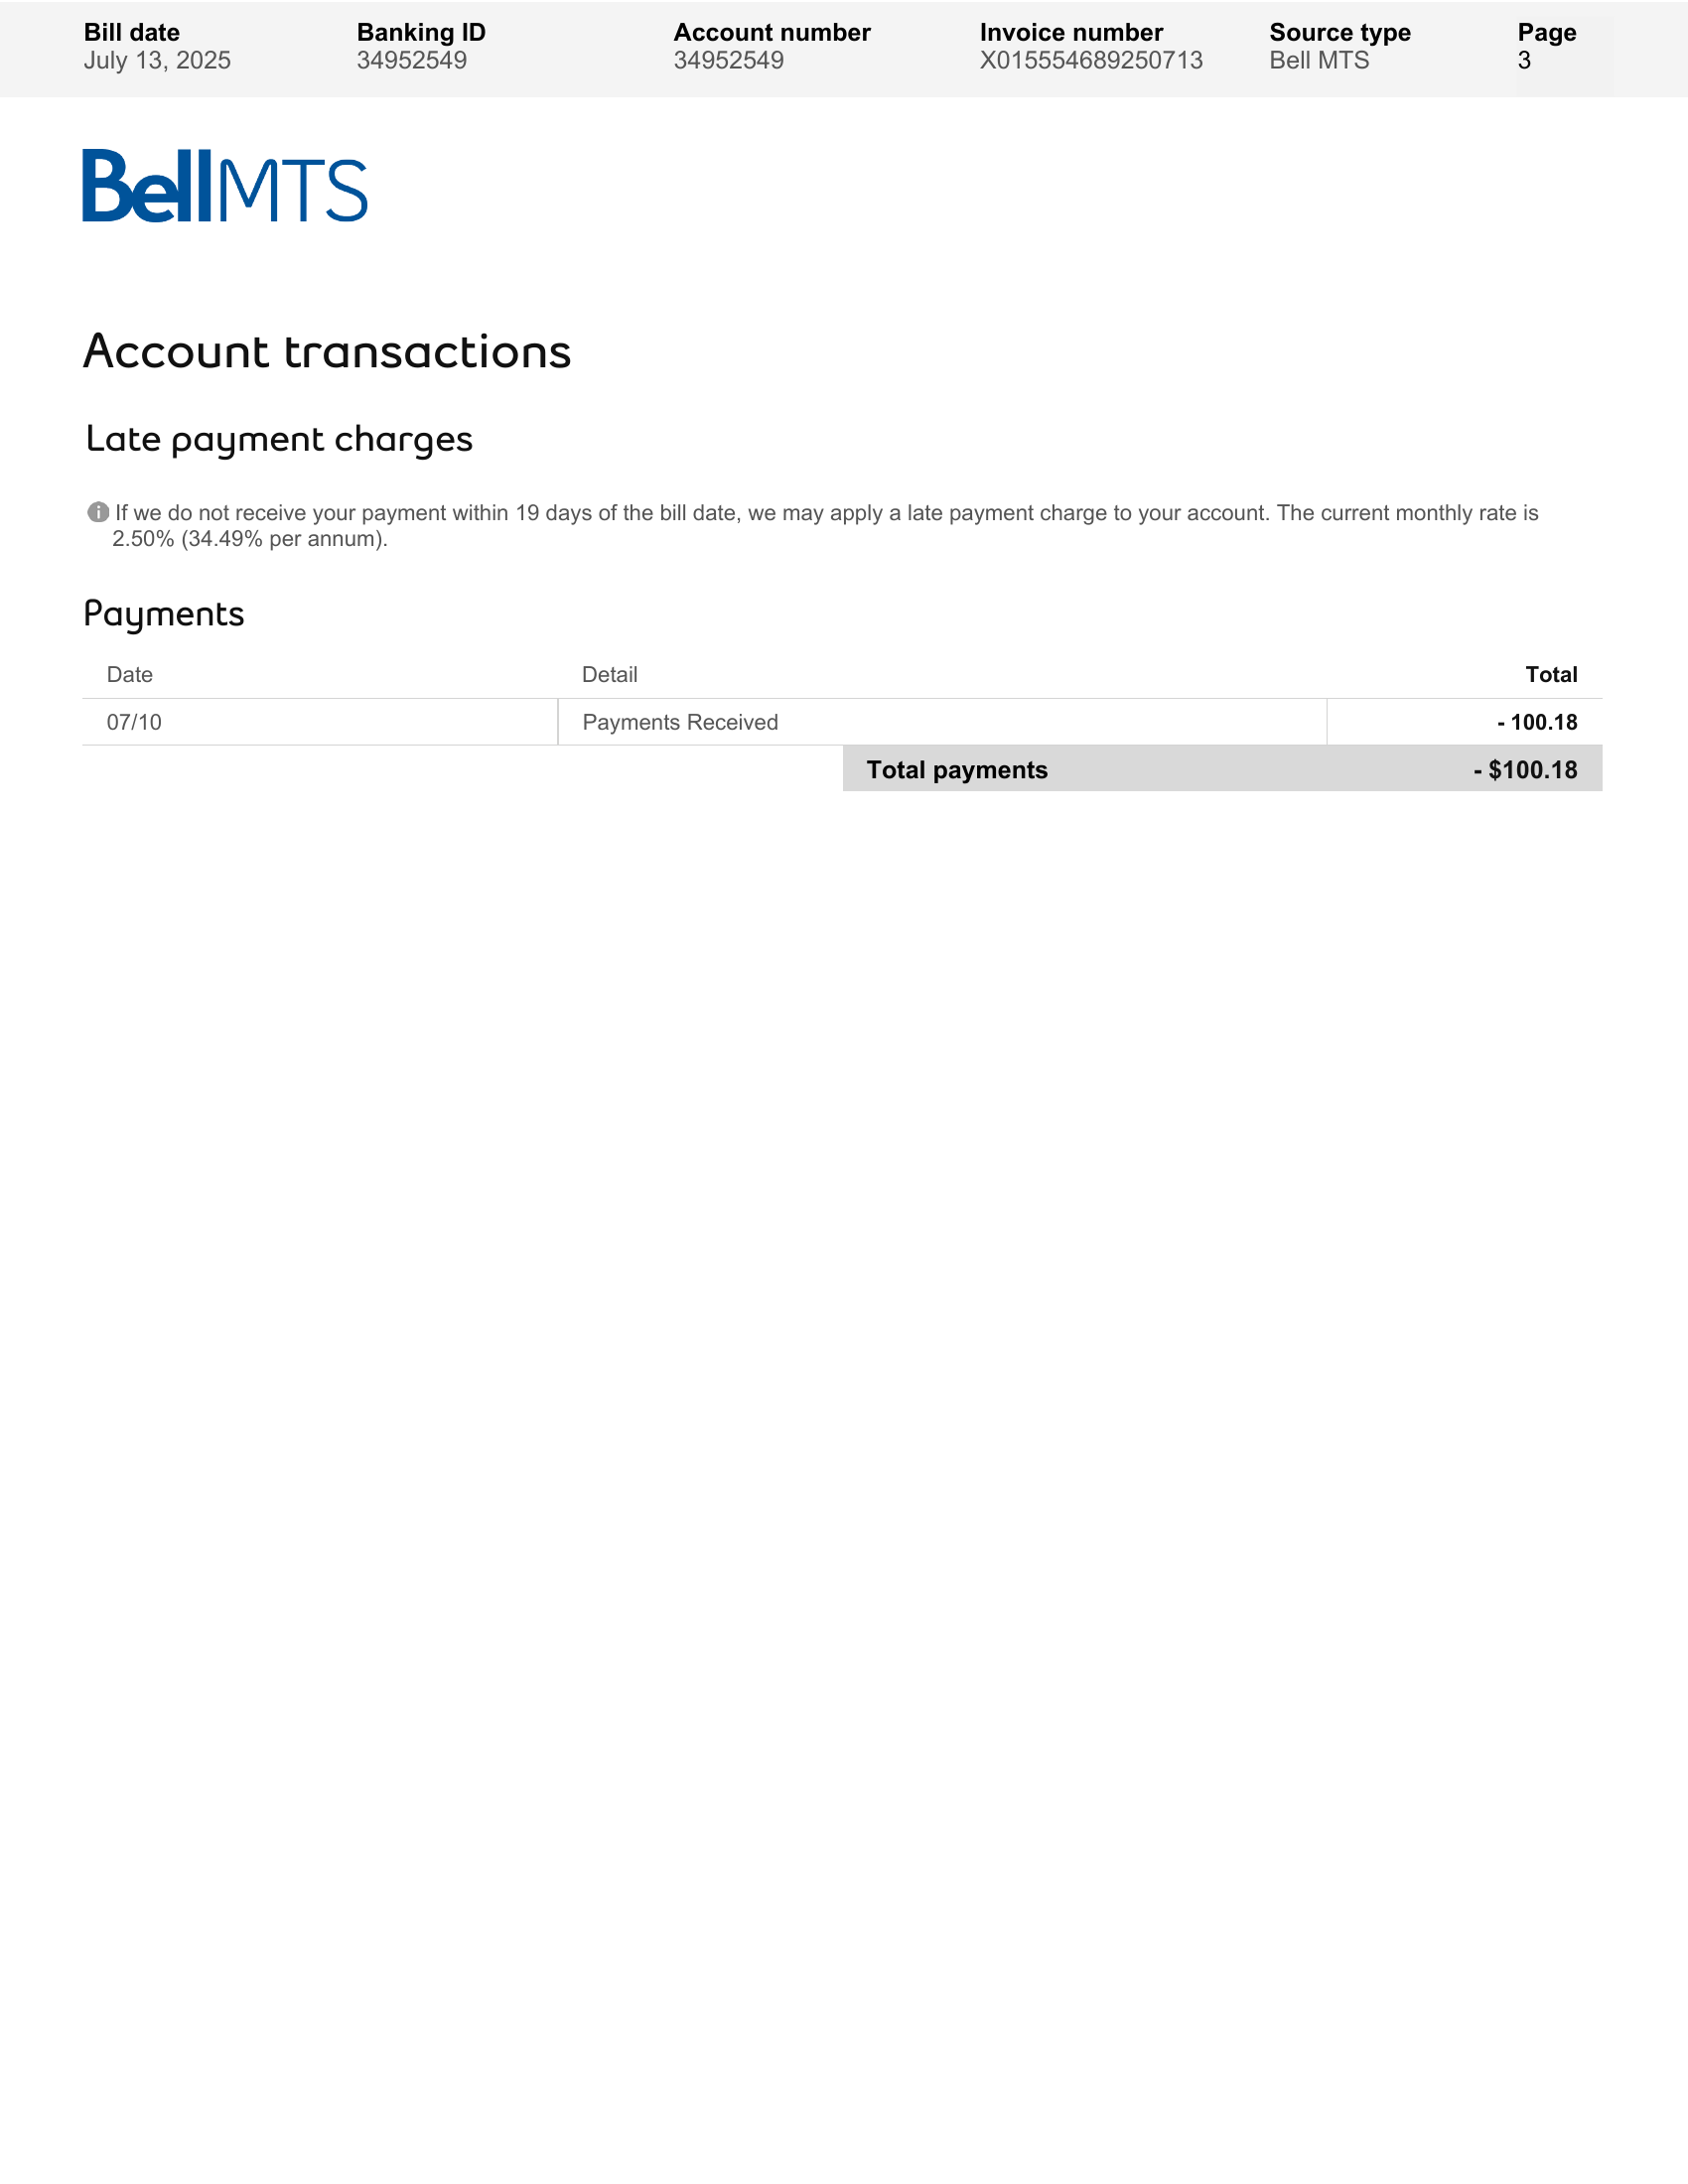 Bill date Banking ID Account number Invoice number Source type Page
July 13, 2025 34952549 34952549 X015554689250713 Bell MTS 3
BellMTS
Account transactions
Late payment charges
If we do not receive your payment within 19 days of the bill date, we may apply a late payment charge to your account. The current monthly rate is
2.50% (34.49% per annum).
Payments
Date Detail Total
07/10 Payments Received - 100.18
Total payments - $100.18